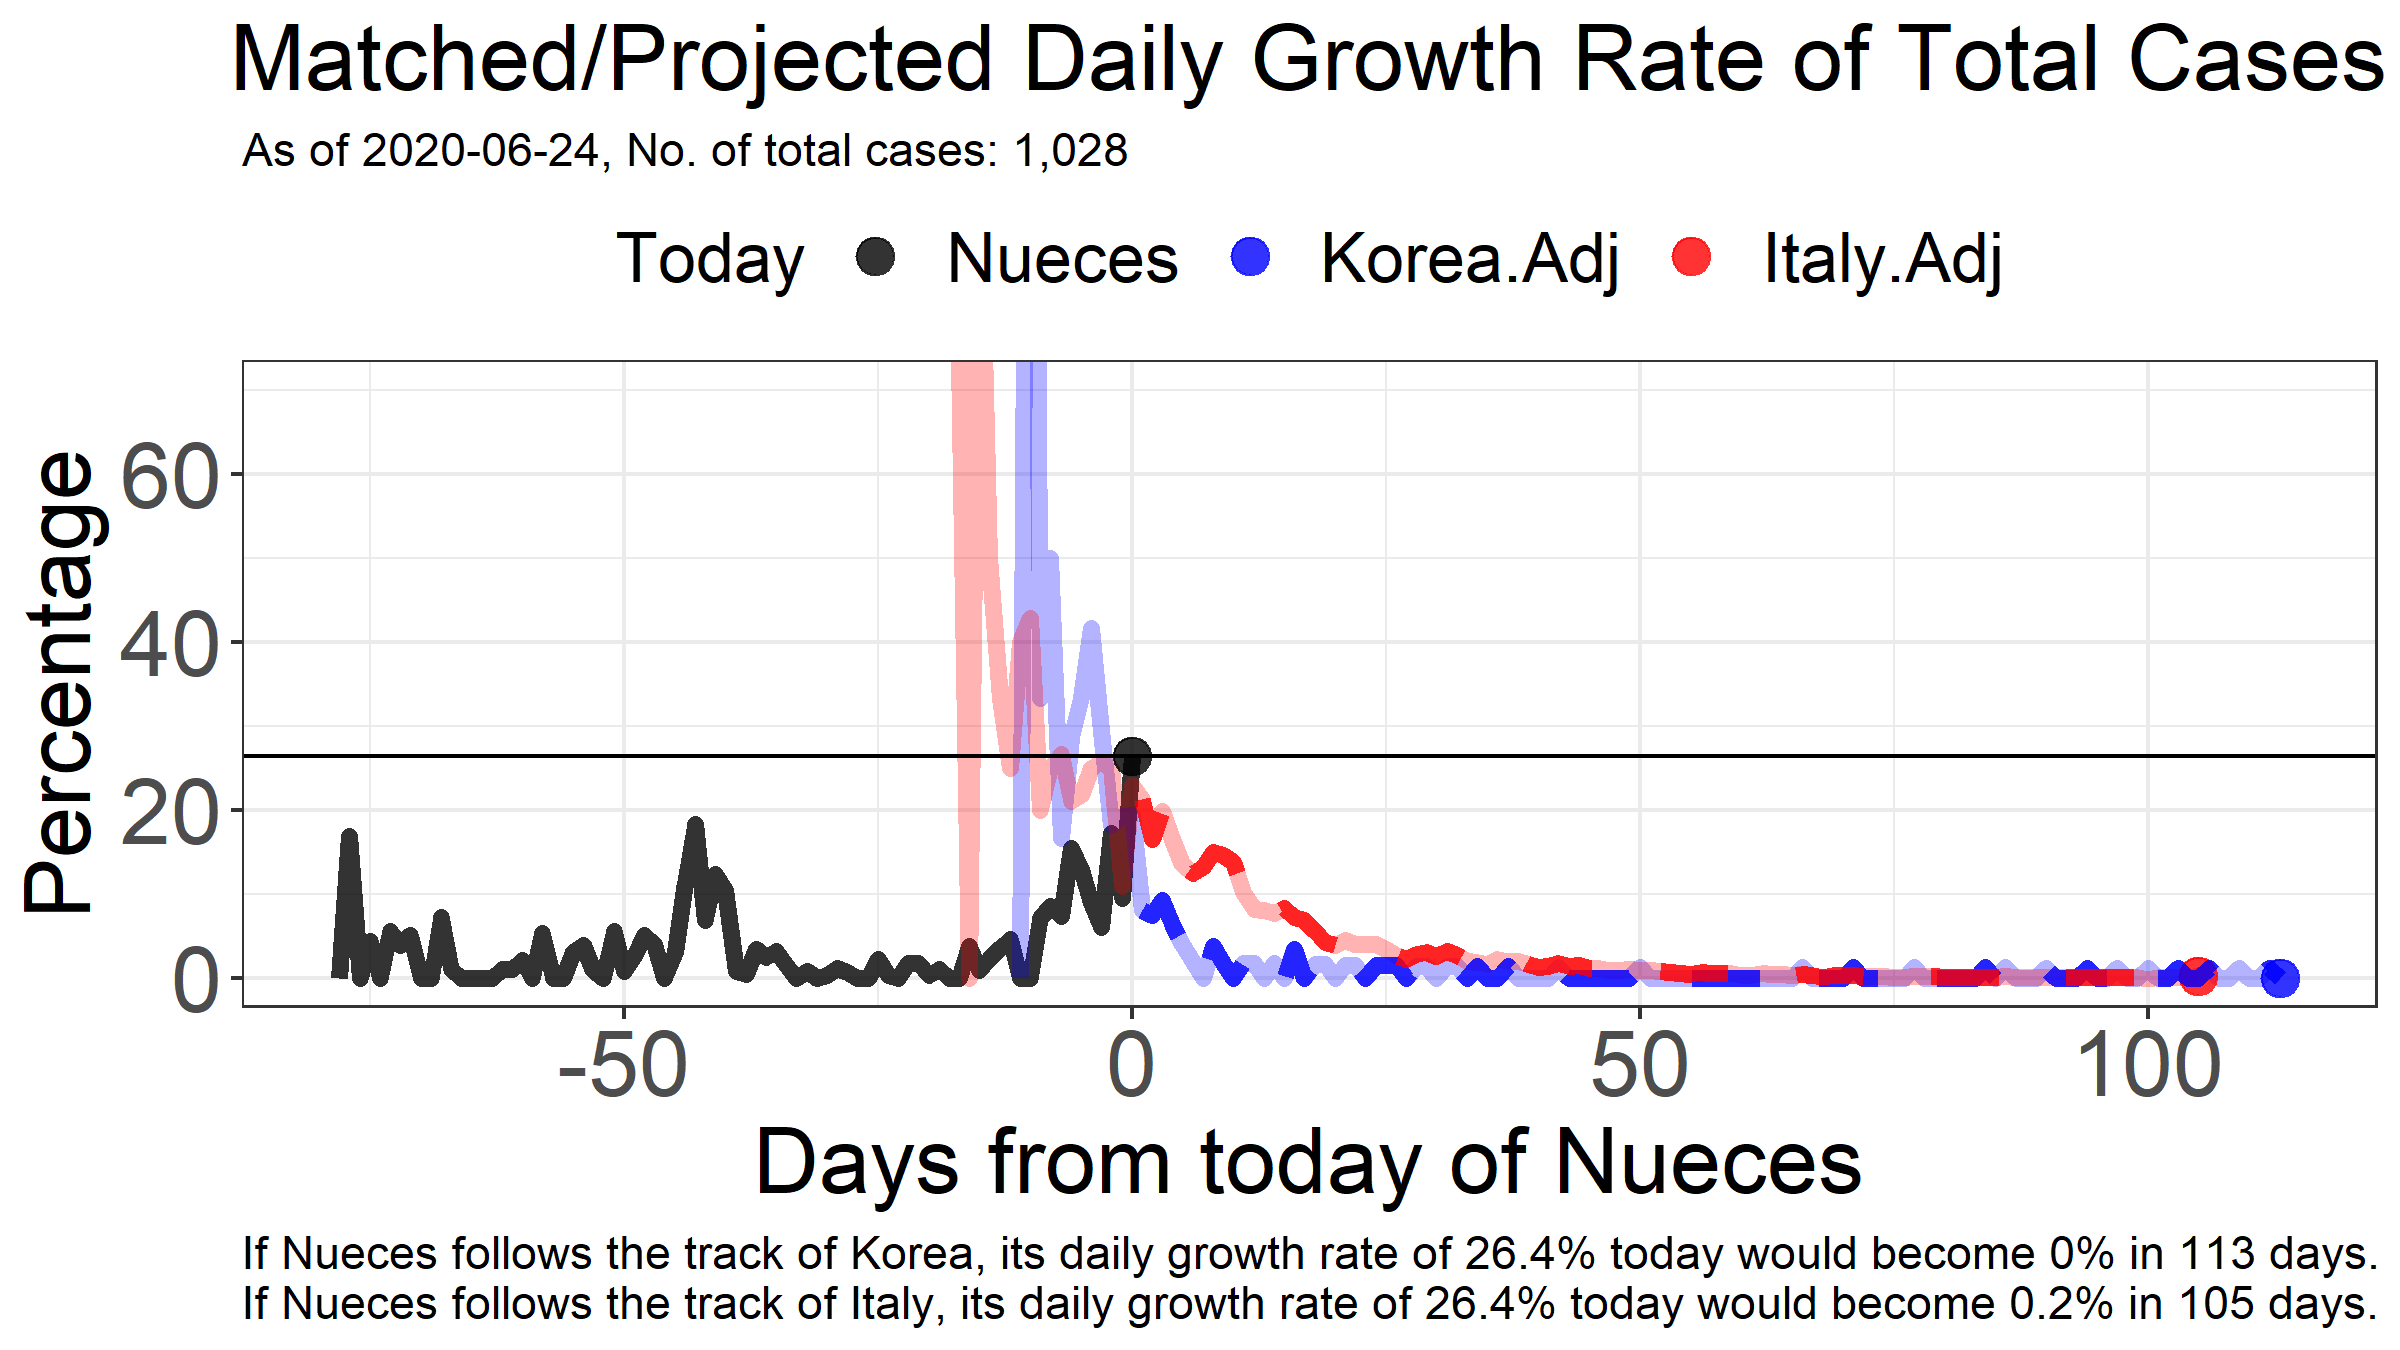 Matched/Projected Daily Growth Rate of Total Cases
As of 2020-06-24, No. of total cases: 1,028
Today Nueces Korea.Adj Italy.Adj
Percentage
60
40
20
0
-50 0 50 100
Days from today of Nueces
If Nueces follows the track of Korea, its daily growth rate of 26.4% today would become 0% in 113 days.
If Nueces follows the track of Italy, its daily growth rate of 26.4% today would become 0.2% in 105 days.